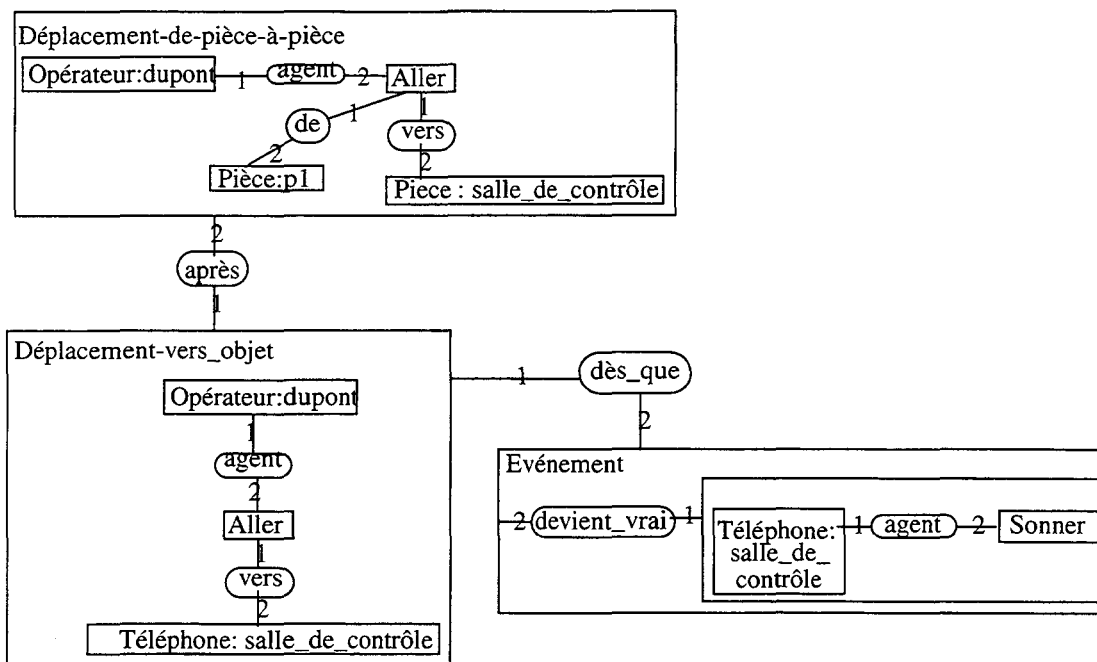 Déplacement-de-pièce-à-pièce
Opérateur:dupont 1 agent 2 Aller
de 1 1
vers
2 2
Pièce:p1
Piece : salle_de_contrôle
2
après
1
Déplacement-vers_objet
1 dès_que
Opérateur:dupont
1 2
agent
Evénement
2
2 devient_vrai 1
Aller
Téléphone: 1 agent 2 Sonner
salle_de_
contrôle
1
vers
2
Téléphone: salle_de_contrôle